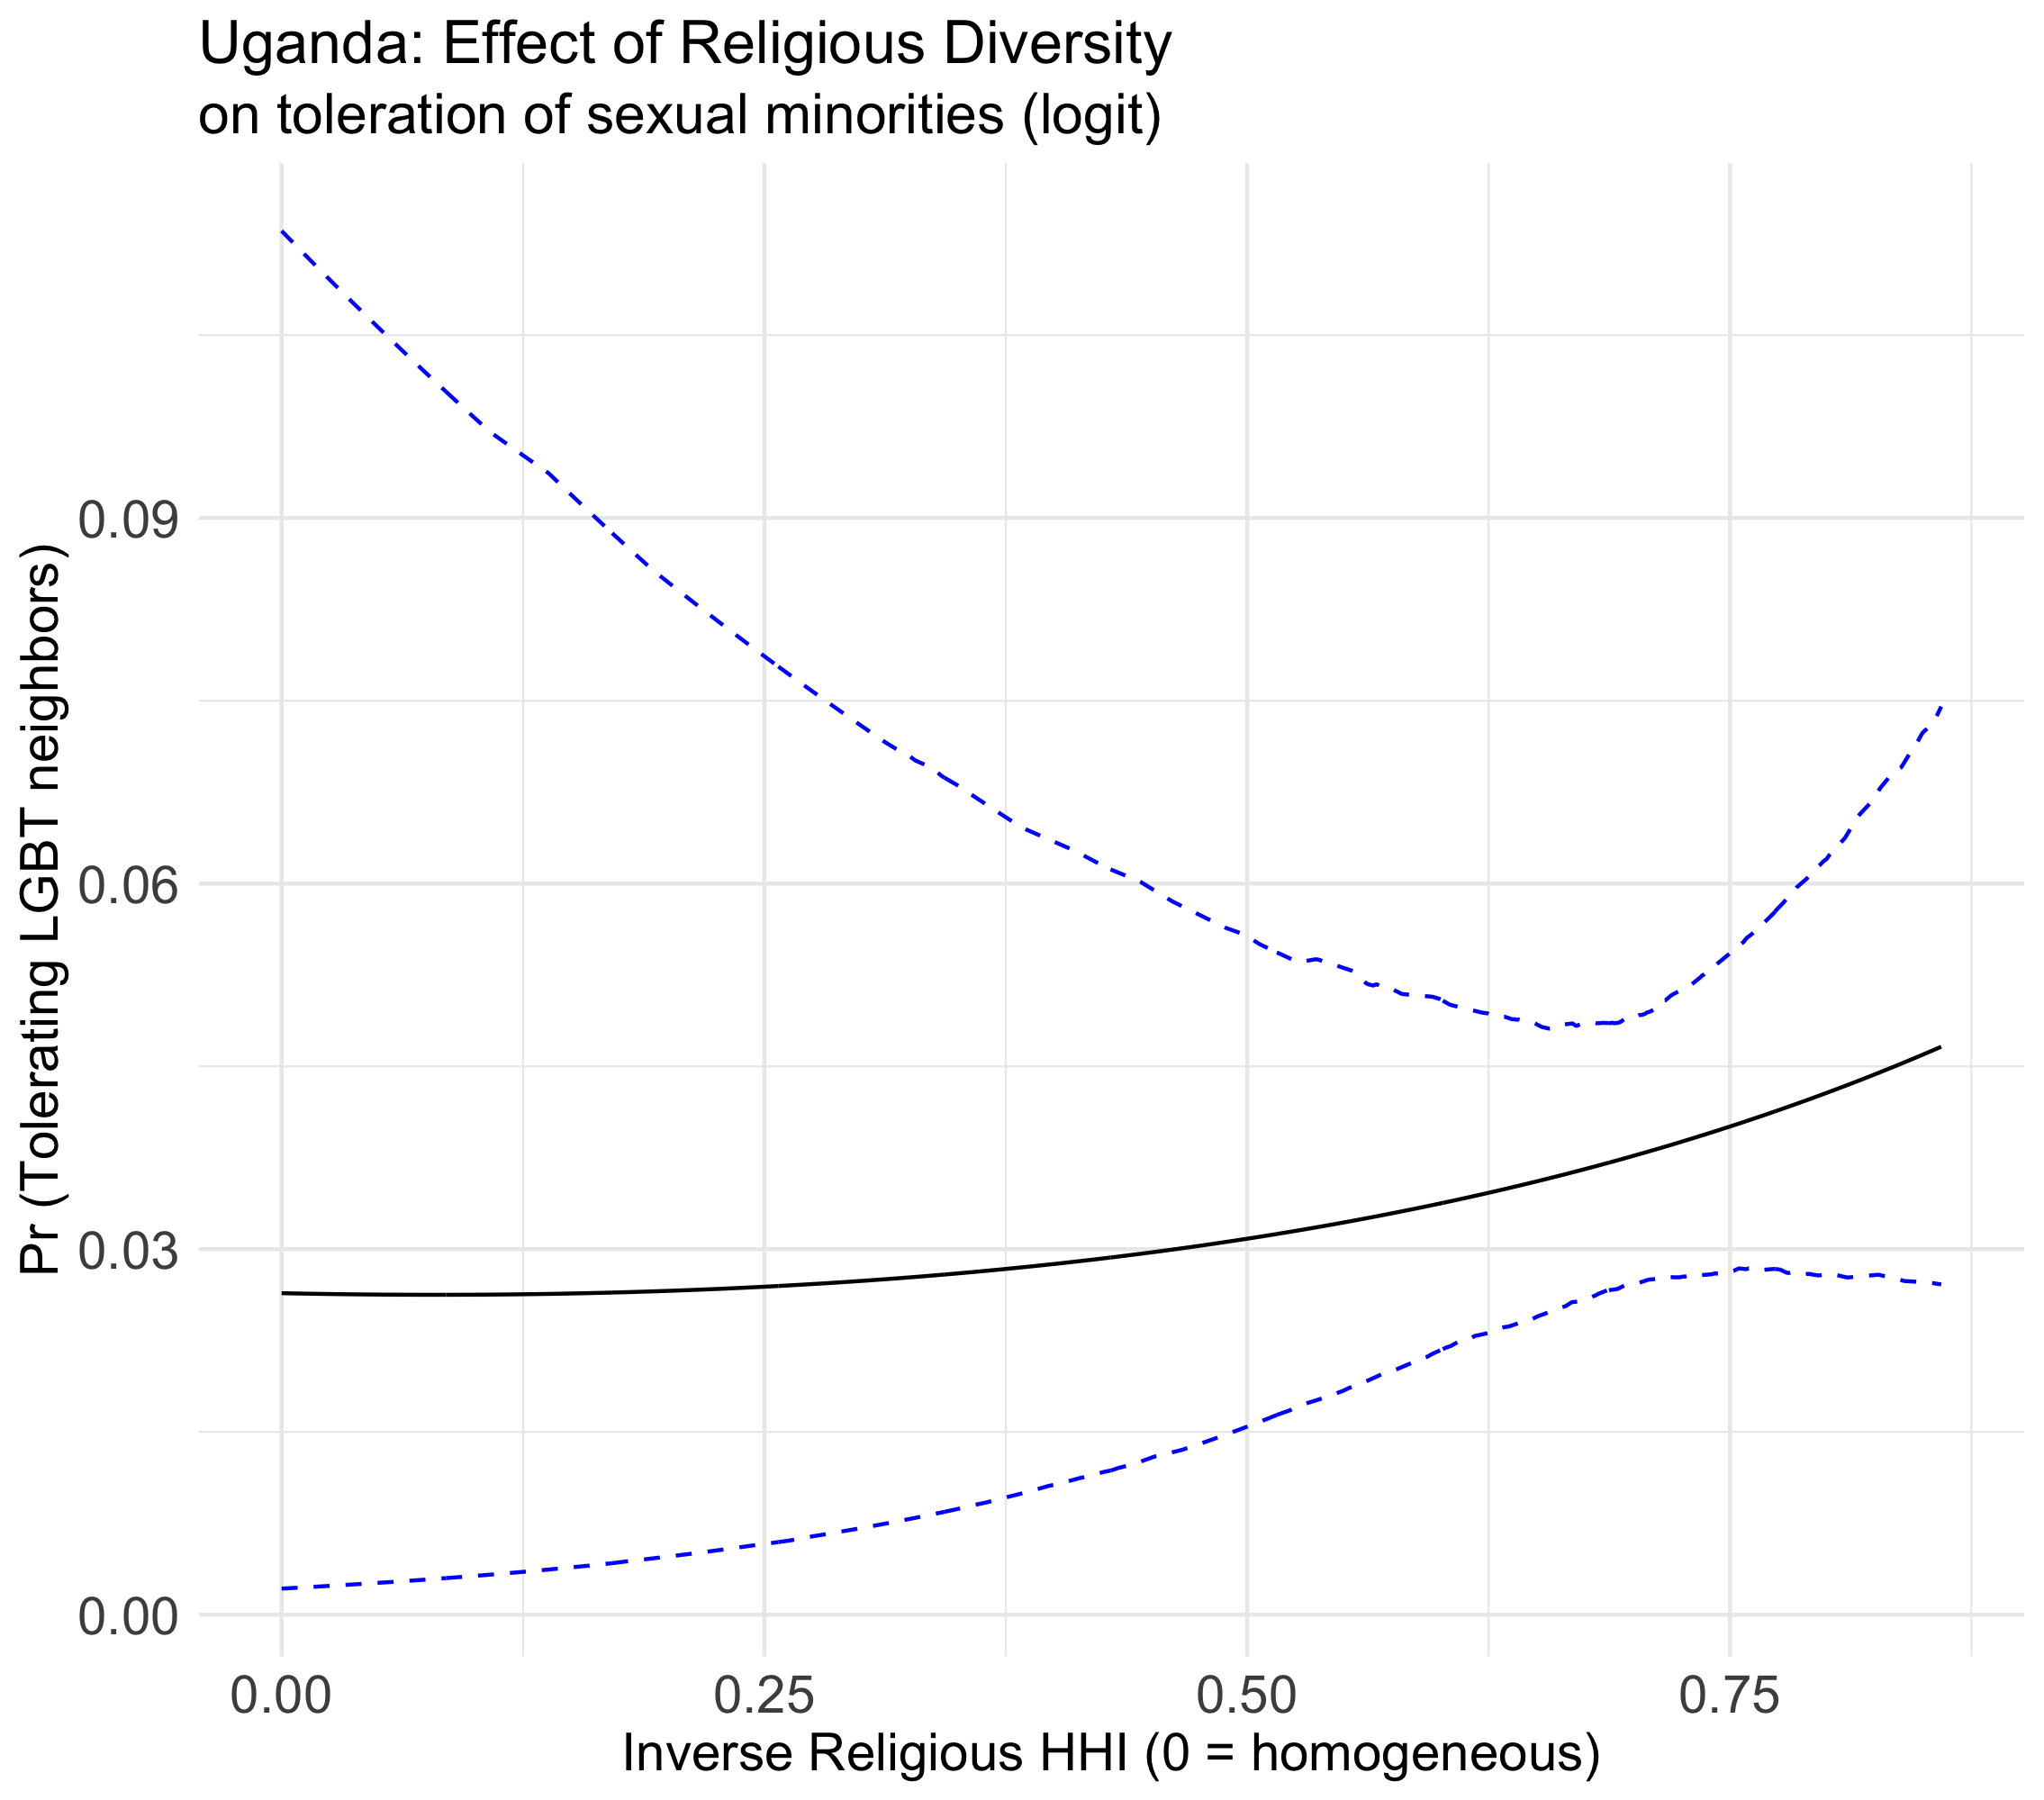 Uganda: Effect of Religious Diversity
on toleration of sexual minorities (logit)
Pr (Tolerating LGBT neighbors)
0.09
0.06
0.03
0.00
0.00 0.25 0.50 0.75
Inverse Religious HHI (0 = homogeneous)